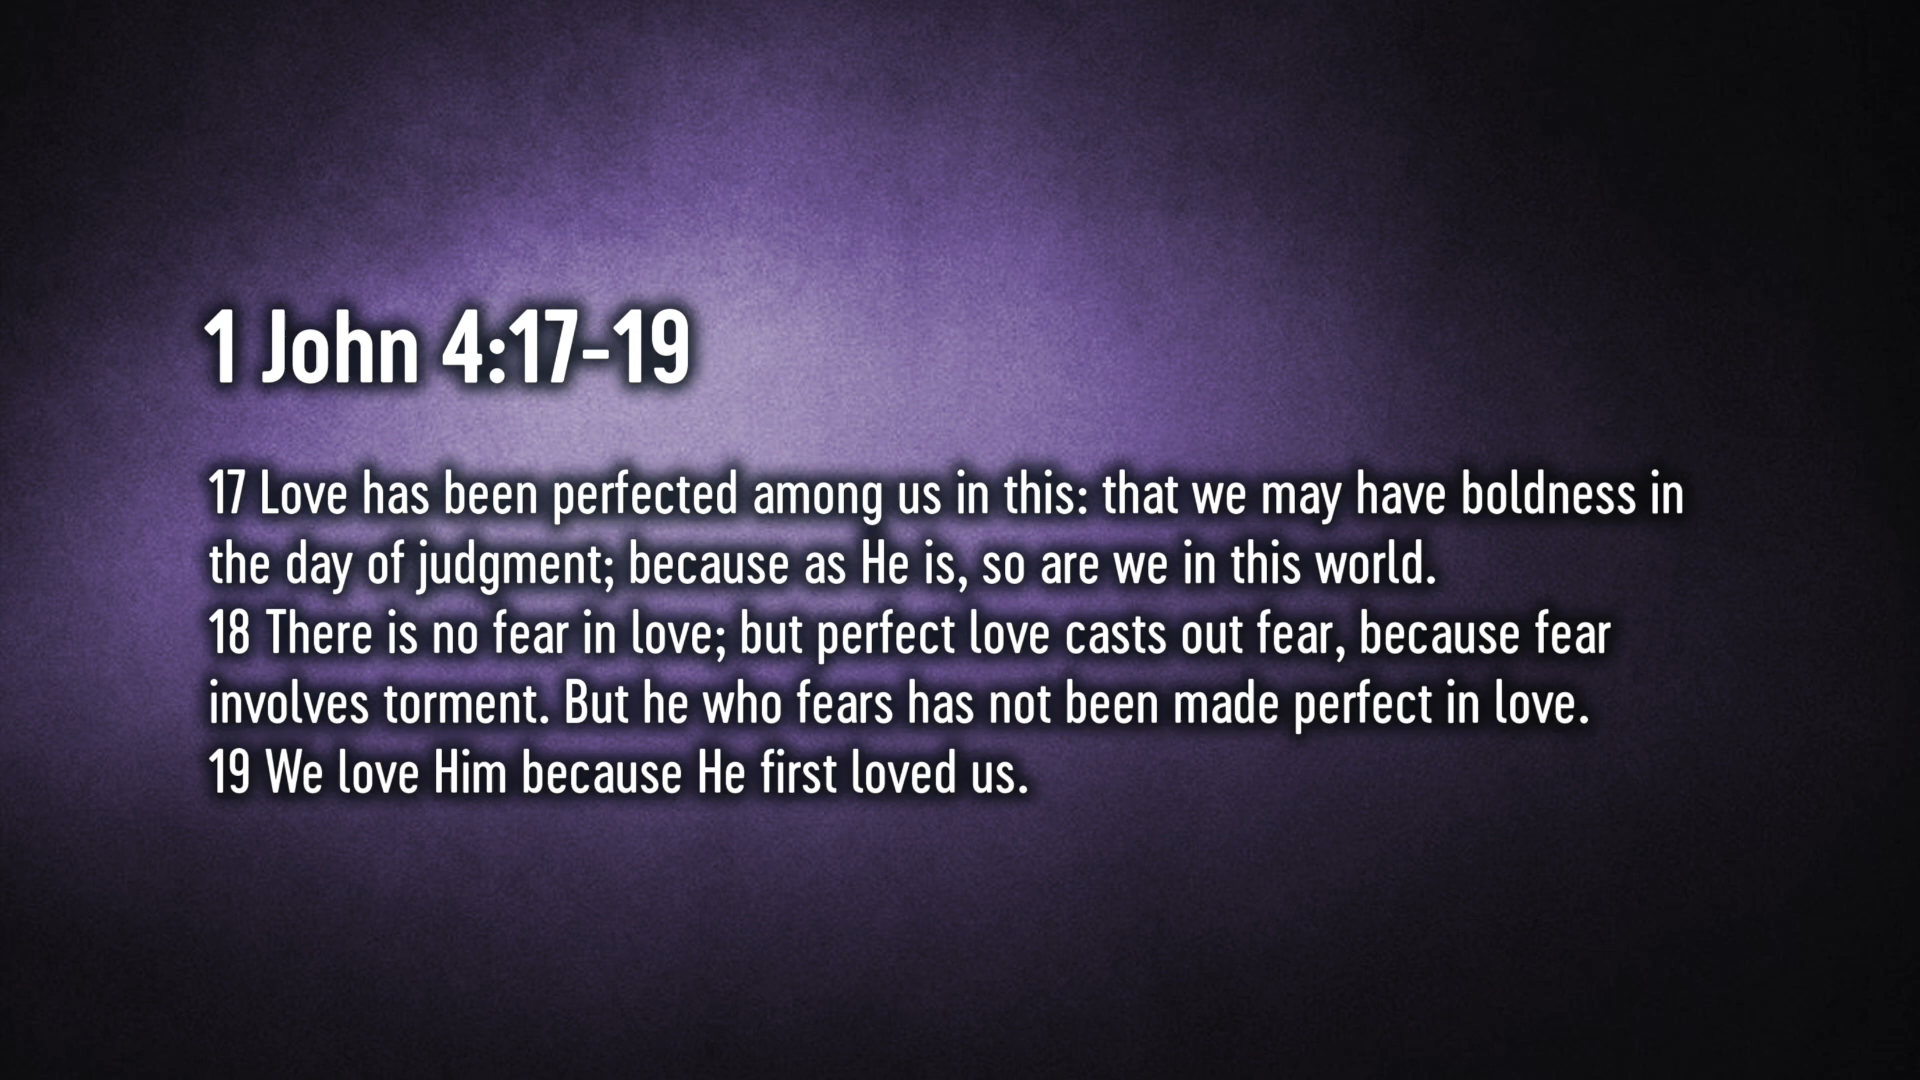 1 John 4:17-19
17 Love has been perfected among us in this: that we may have boldness in
the day of judgment; because as He is, so are we in this world.
18 There is no fear in love; but perfect love casts out fear, because fear
involves torment. But he who fears has not been made perfect in love.
19 We love Him because He first loved us.